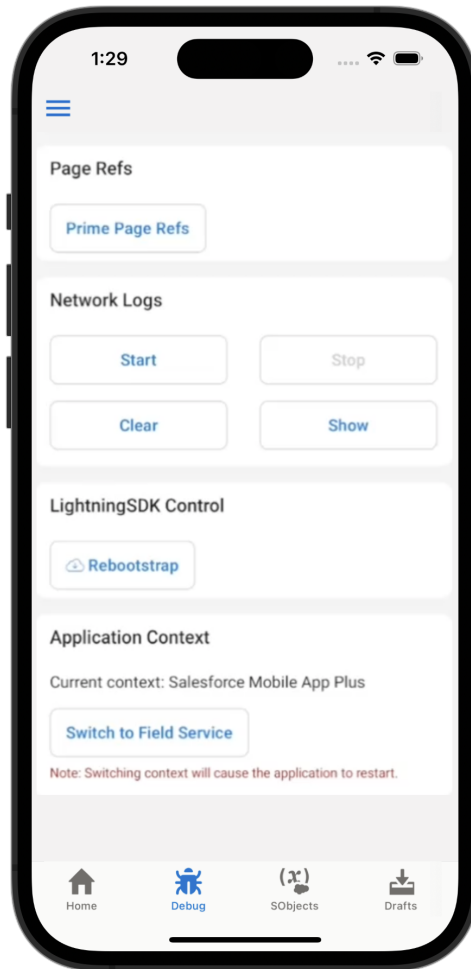 1:29
Page Refs
Prime Page Refs
Network Logs
Start Stop
Clear Show
LightningSDK Control
Rebootstrap
Application Context
Current context: Salesforce Mobile App Plus
Switch to Field Service
Note: Switching context will cause the application to restart.
(x)
Home Debug SObjects Drafts